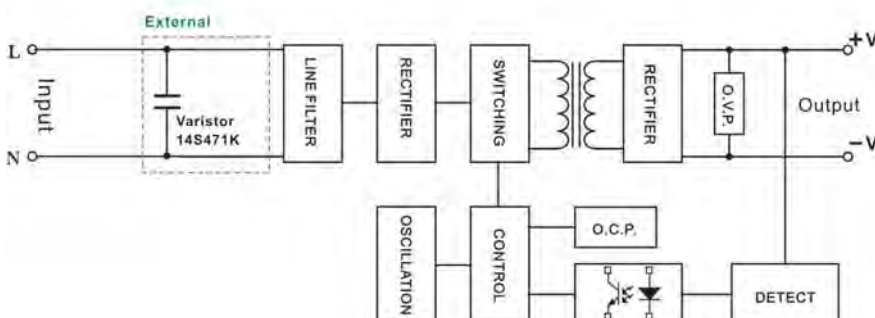 External
L
N
Input
Varistor
14S471K
LINE FILTER
RECTIFIER
SWITCHING
RECTIFIER
O.V.P.
+V
Output
−V
OSCILLATION
CONTROL
O.C.P.
DETECT